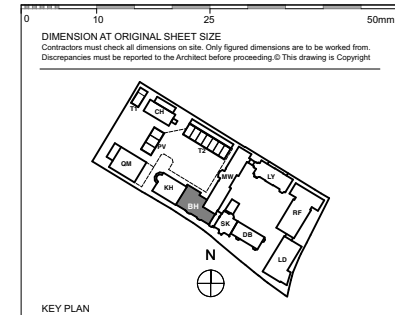 0 10 25 50mm
DIMENSION AT ORIGINAL SHEET SIZE
Contractors must check all dimensions on site. Only figured dimensions are to be worked from.
Discrepancies must be reported to the Architect before proceeding.© This drawing is Copyright
T1
CH
PV
T2
QM
KH
BH
MW
LY
SK
DB
RF
LD
N
KEY PLAN